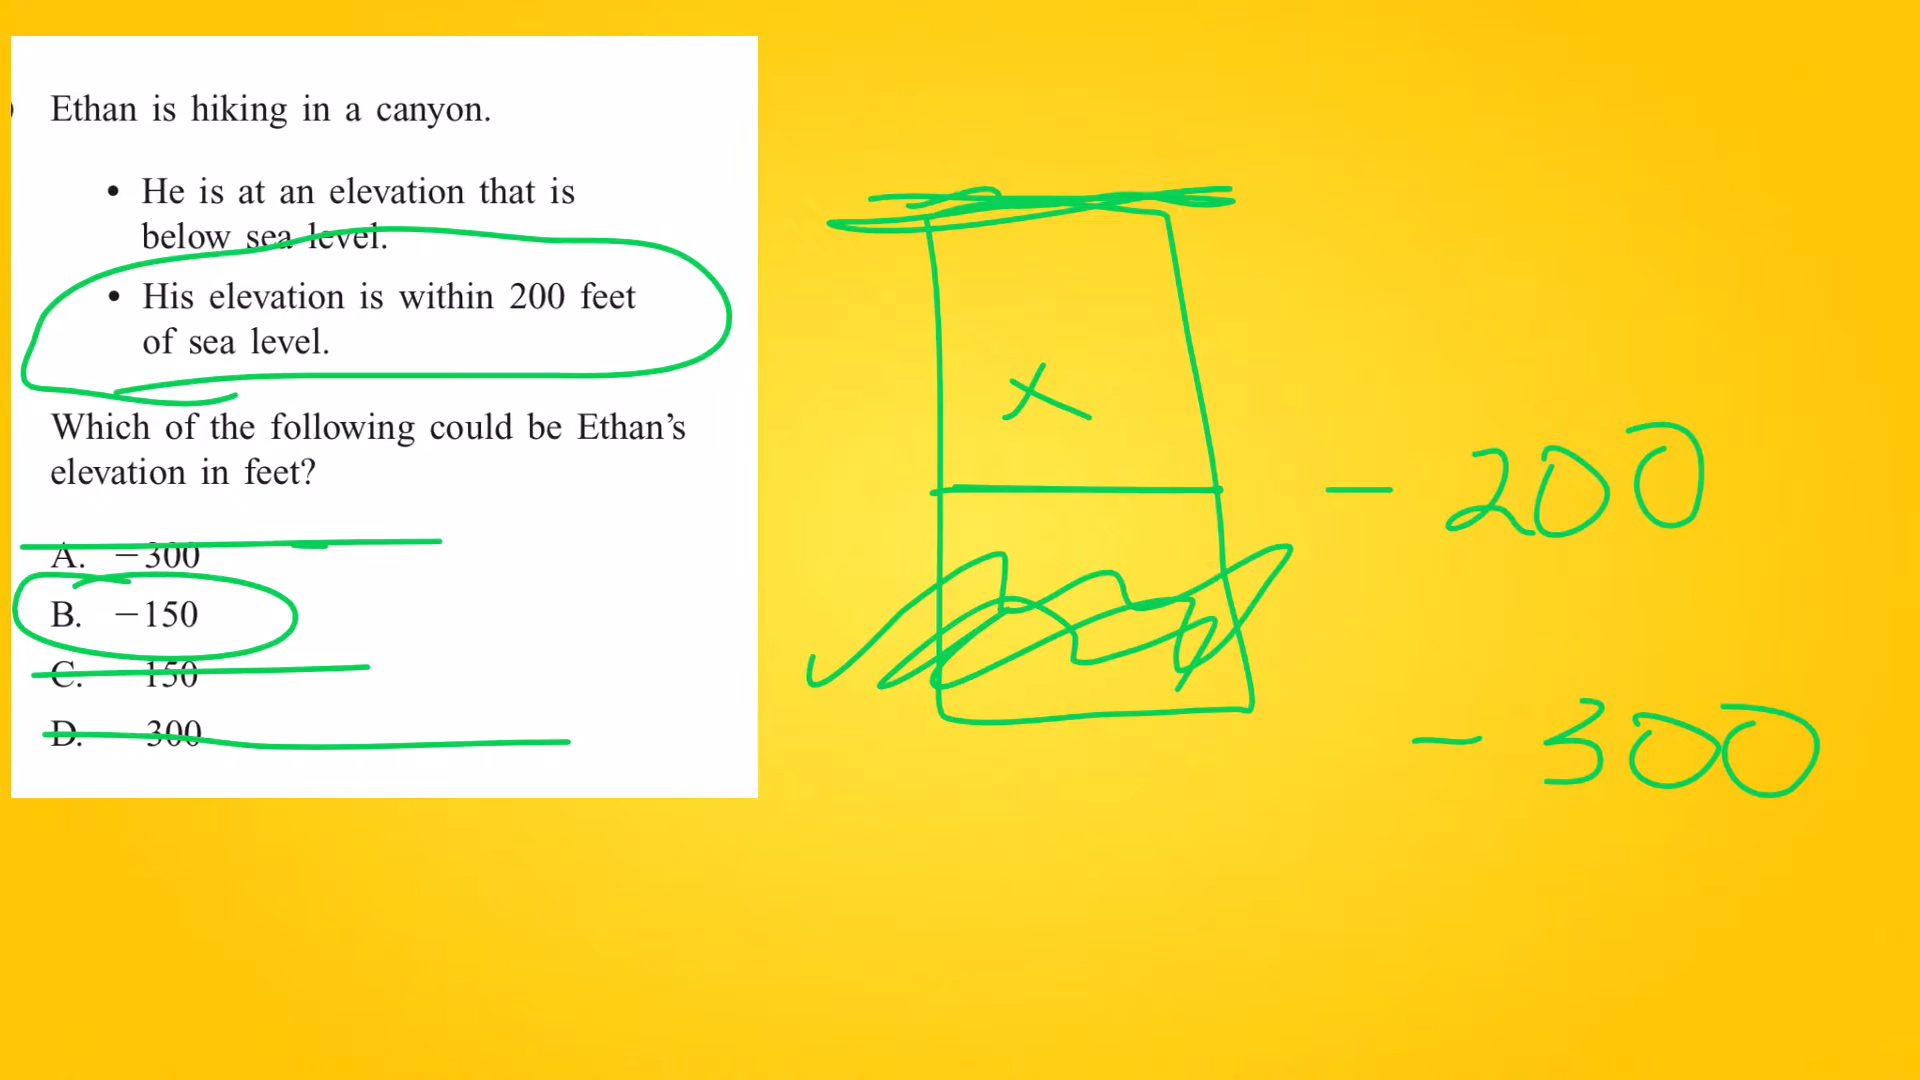 Ethan is hiking in a canyon.
• He is at an elevation that is
below sea level.
• His elevation is within 200 feet
of sea level.
Which of the following could be Ethan’s
elevation in feet?
A. −300
B. −150
C. 150
D. 300
X
− 200
− 300